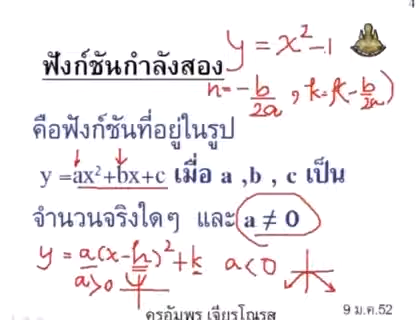 4
y = x² - 1
ฟังก์ชันกำลังสอง
h = -b/2a , k = f(-b/2a)
คือฟังก์ชันที่อยู่ในรูป
y =ax²+bx+c เมื่อ a ,b , c เป็น
จำนวนจริงใดๆ และ a ≠ 0
y = a(x-h)²+k a<0
a>0
ครูอัมพร เจียรโณรส 9 ม.ค.52